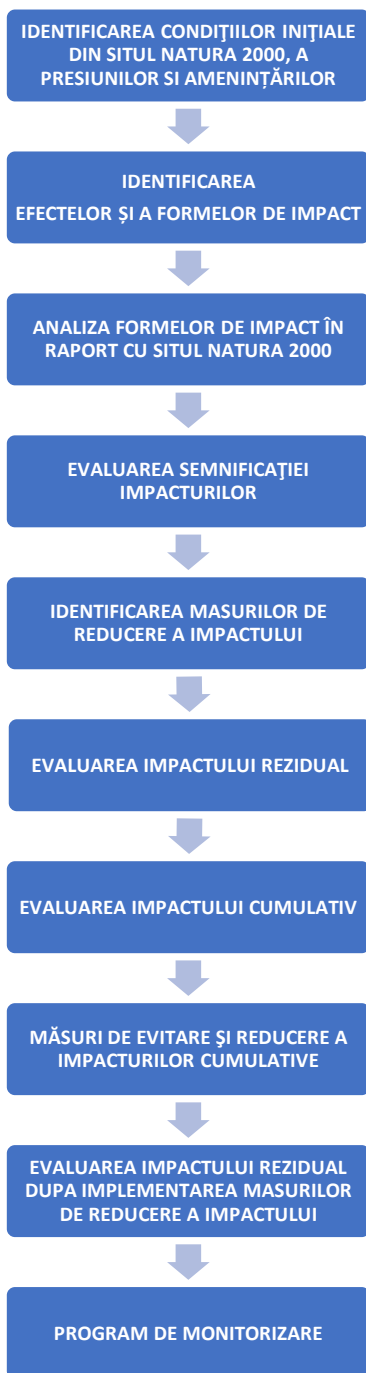 IDENTIFICAREA CONDIŢIILOR INIŢIALE
DIN SITUL NATURA 2000, A
PRESIUNILOR SI AMENINȚĂRILOR
IDENTIFICAREA
EFECTELOR ȘI A FORMELOR DE IMPACT
ANALIZA FORMELOR DE IMPACT ÎN
RAPORT CU SITUL NATURA 2000
EVALUAREA SEMNIFICAŢIEI
IMPACTURILOR
IDENTIFICAREA MASURILOR DE
REDUCERE A IMPACTULUI
EVALUAREA IMPACTULUI REZIDUAL
EVALUAREA IMPACTULUI CUMULATIV
MĂSURI DE EVITARE ŞI REDUCERE A
IMPACTURILOR CUMULATIVE
EVALUAREA IMPACTULUI REZIDUAL
DUPA IMPLEMENTAREA MASURILOR
DE REDUCERE A IMPACTULUI
PROGRAM DE MONITORIZARE